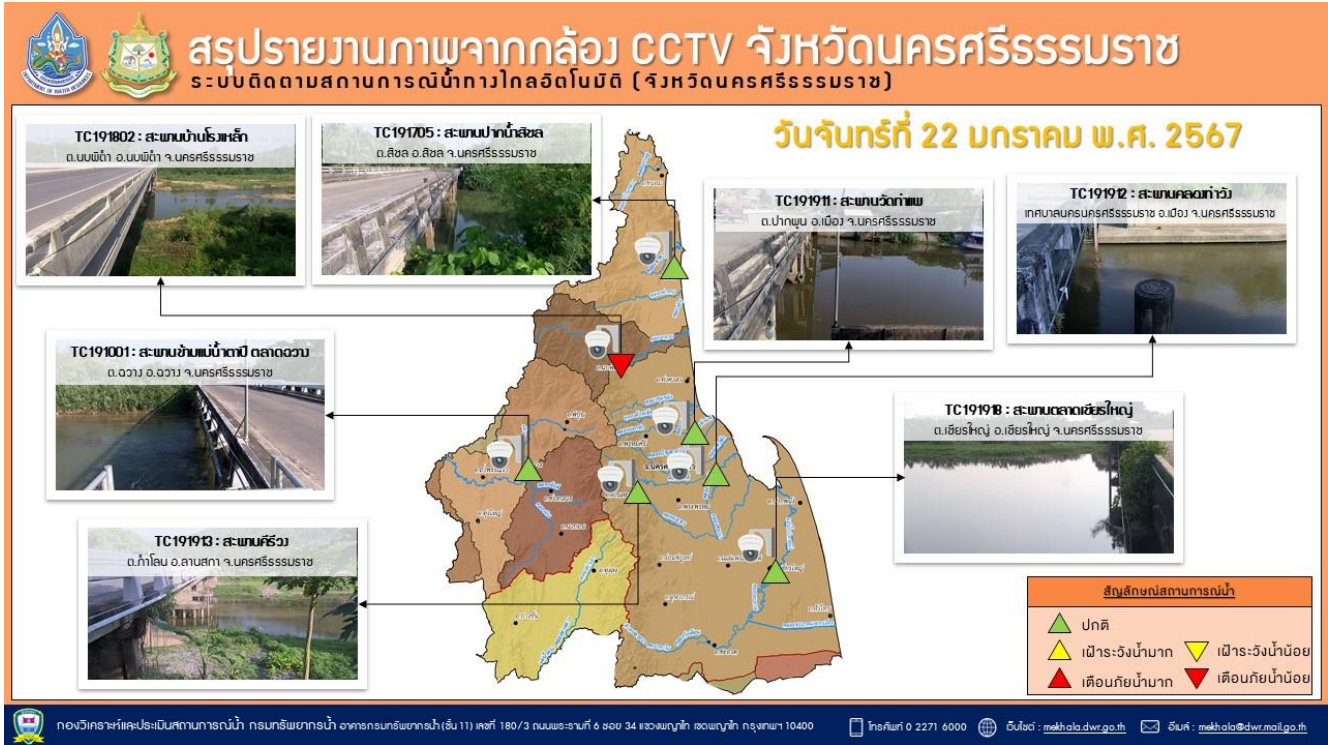 สรุปรายงานภาพจากกล้อง CCTV จังหวัดนครศรีธรรมราช
ระบบติดตามสถานการณ์น้ำทางไกลอัตโนมัติ (จังหวัดนครศรีธรรมราช)
วันจันทร์ที่ 22 มกราคม พ.ศ. 2567
TC191802 : สะพานบ้านโรงเหล็ก
ต.นบพิตำ อ.นบพิตำ จ.นครศรีธรรมราช
TC191705 : สะพานปากน้ำสิชล
ต.สิชล อ.สิชล จ.นครศรีธรรมราช
TC191911 : สะพานวัดท่าแพ
ต.ปากพูน อ.เมือง จ.นครศรีธรรมราช
TC191912 : สะพานคลองท่าวัง
เทศบาลนครนครศรีธรรมราช อ.เมือง จ.นครศรีธรรมราช
TC191001 : สะพานข้ามแม่น้ำตาปี ตลาดฉวาง
ต.ฉวาง อ.ฉวาง จ.นครศรีธรรมราช
TC191918 : สะพานตลาดเชียรใหญ่
ต.เชียรใหญ่ อ.เชียรใหญ่ จ.นครศรีธรรมราช
TC191913 : สะพานคีรีวง
ต.กำโลน อ.ลานสกา จ.นครศรีธรรมราช
สัญลักษณ์สถานการณ์น้ำ
ปกติ
เฝ้าระวังน้ำมาก
เฝ้าระวังน้ำน้อย
เตือนภัยน้ำมาก
เตือนภัยน้ำน้อย
กองวิเคราะห์และประเมินสถานการณ์น้ำ กรมทรัพยากรน้ำ อาคารกรมทรัพยากรน้ำ (ชั้น 11) เลขที่ 180/3 ถนนพระรามที่ 6 ซอย 34 แขวงพญาไท เขตพญาไท กรุงเทพฯ 10400
โทรศัพท์ 0 2271 6000
เว็บไซต์ : mekhala.dwr.go.th
อีเมล์ : mekhala@dwr.mail.go.th